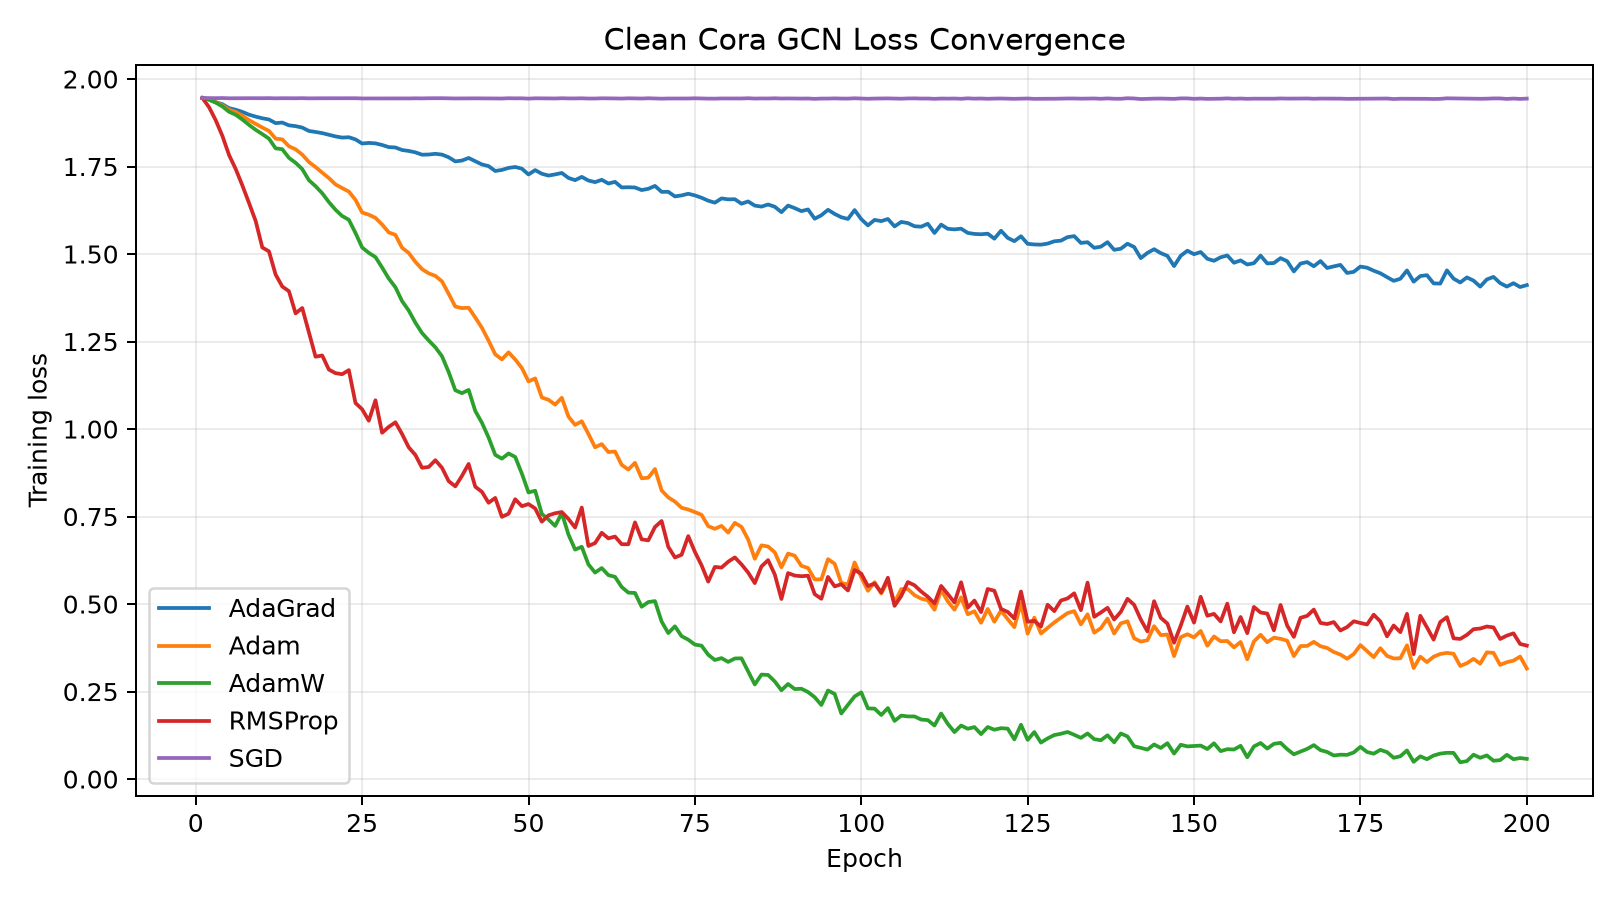 Clean Cora GCN Loss Convergence
Training loss
2.00
1.75
1.50
1.25
1.00
0.75
0.50
0.25
0.00
AdaGrad
Adam
AdamW
RMSProp
SGD
0 25 50 75 100 125 150 175 200
Epoch